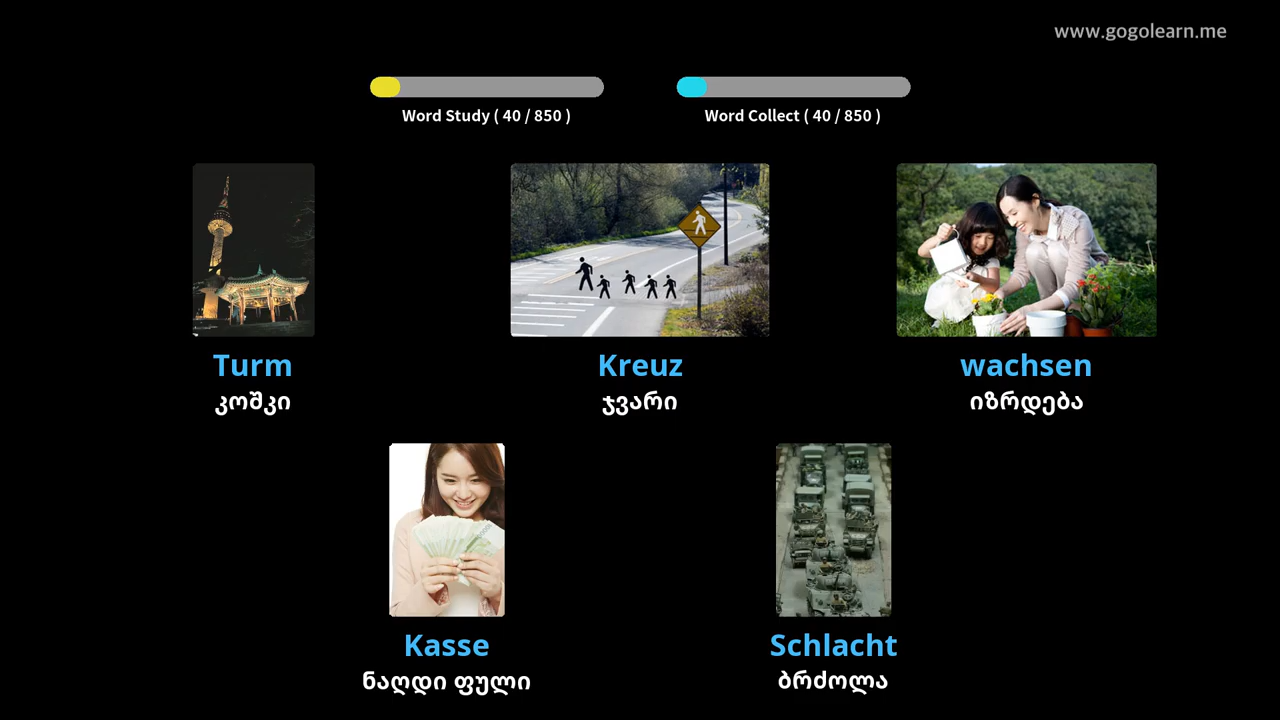 www.gogolearn.me
Word Study ( 40 / 850 )
Word Collect ( 40 / 850 )
Turm
კოშკი
Kreuz
ჯვარი
wachsen
იზრდება
Kasse
ნაღდი ფული
Schlacht
ბრძოლა